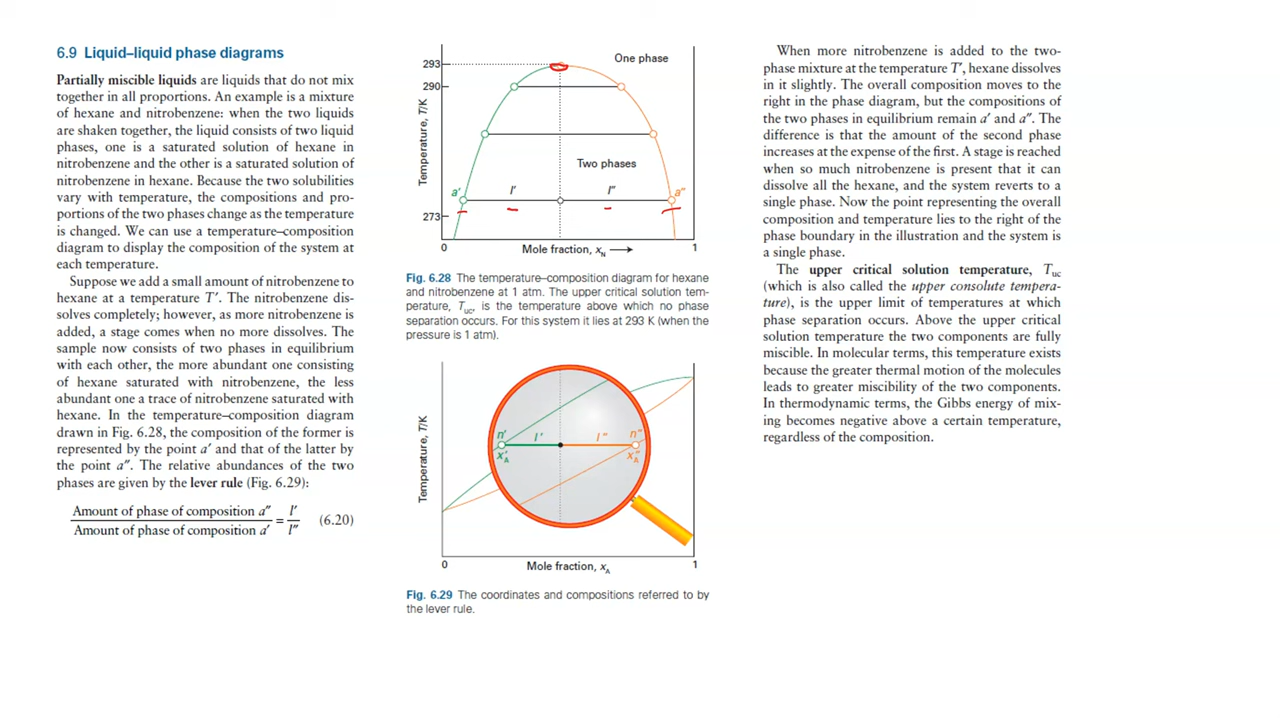 6.9 Liquid–liquid phase diagrams
Partially miscible liquids are liquids that do not mix
together in all proportions. An example is a mixture
of hexane and nitrobenzene: when the two liquids
are shaken together, the liquid consists of two liquid
phases, one is a saturated solution of hexane in
nitrobenzene and the other is a saturated solution of
nitrobenzene in hexane. Because the two solubilities
vary with temperature, the compositions and pro-
portions of the two phases change as the temperature
is changed. We can use a temperature–composition
diagram to display the composition of the system at
each temperature.
Suppose we add a small amount of nitrobenzene to
hexane at a temperature T′. The nitrobenzene dis-
solves completely; however, as more nitrobenzene is
added, a stage comes when no more dissolves. The
sample now consists of two phases in equilibrium
with each other, the more abundant one consisting
of hexane saturated with nitrobenzene, the less
abundant one a trace of nitrobenzene saturated with
hexane. In the temperature–composition diagram
drawn in Fig. 6.28, the composition of the former is
represented by the point a′ and that of the latter by
the point a″. The relative abundances of the two
phases are given by the lever rule (Fig. 6.29):
Amount of phase of composition a″ / Amount of phase of composition a′ = l′ / l″ (6.20)
One phase
293
290
Temperature, T/K
Two phases
a′ l′ l″ a″
273
0 Mole fraction, xN 1
Fig. 6.28 The temperature–composition diagram for hexane
and nitrobenzene at 1 atm. The upper critical solution tem-
perature, Tuc, is the temperature above which no phase
separation occurs. For this system it lies at 293 K (when the
pressure is 1 atm).
Temperature, T/K
n′ l′ l″ n″
x′A x″A
0 Mole fraction, xA 1
Fig. 6.29 The coordinates and compositions referred to by
the lever rule.
When more nitrobenzene is added to the two-
phase mixture at the temperature T′, hexane dissolves
in it slightly. The overall composition moves to the
right in the phase diagram, but the compositions of
the two phases in equilibrium remain a′ and a″. The
difference is that the amount of the second phase
increases at the expense of the first. A stage is reached
when so much nitrobenzene is present that it can
dissolve all the hexane, and the system reverts to a
single phase. Now the point representing the overall
composition and temperature lies to the right of the
phase boundary in the illustration and the system is
a single phase.
The upper critical solution temperature, Tuc
(which is also called the upper consolute tempera-
ture), is the upper limit of temperatures at which
phase separation occurs. Above the upper critical
solution temperature the two components are fully
miscible. In molecular terms, this temperature exists
because the greater thermal motion of the molecules
leads to greater miscibility of the two components.
In thermodynamic terms, the Gibbs energy of mix-
ing becomes negative above a certain temperature,
regardless of the composition.